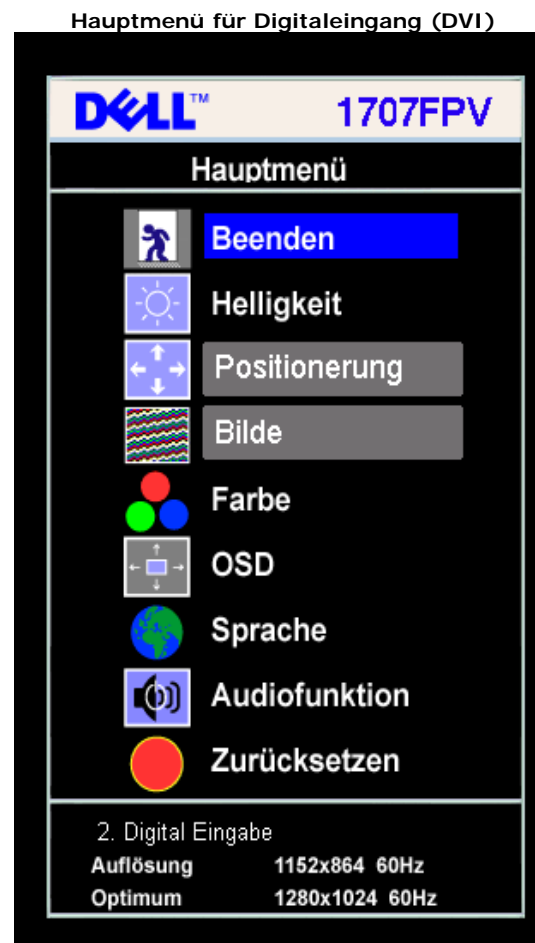 Hauptmenü für Digitaleingang (DVI)
DELL™ 1707FPV
Hauptmenü
Beenden
Helligkeit
Positionerung
Bilde
Farbe
OSD
Sprache
Audiofunktion
Zurücksetzen
2. Digital Eingabe
Auflösung 1152x864 60Hz
Optimum 1280x1024 60Hz